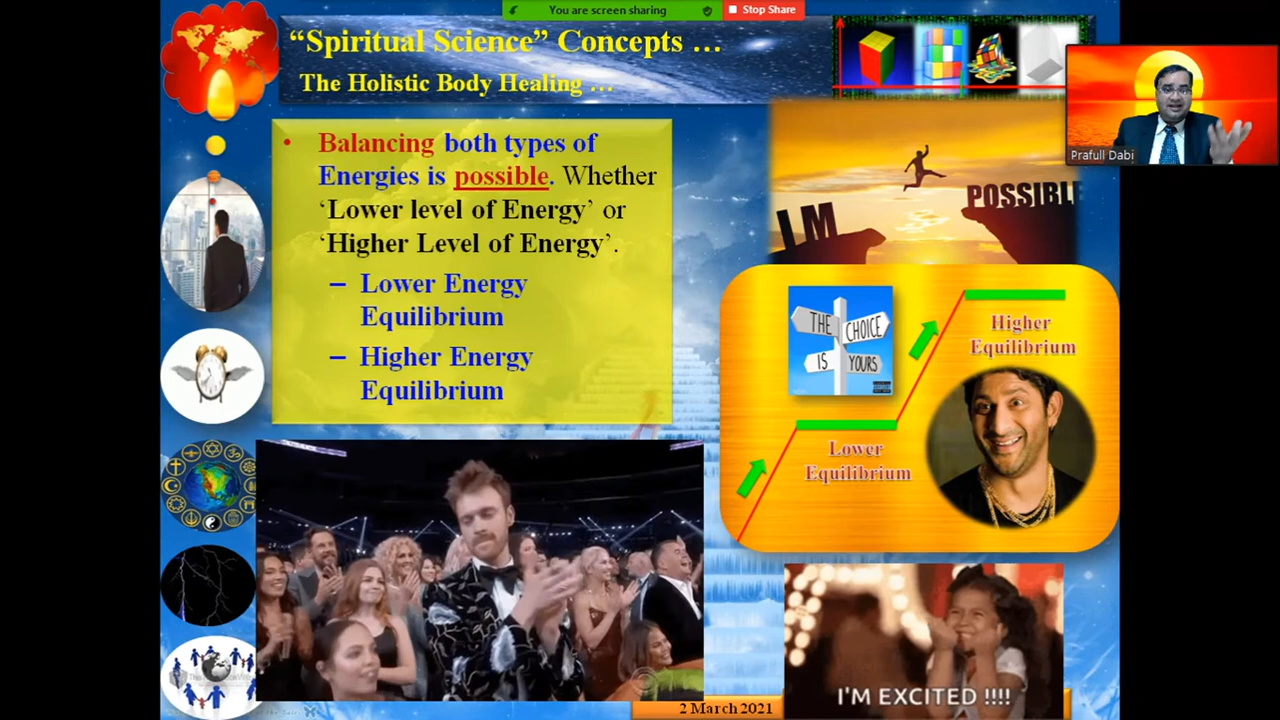 You are screen sharing
Stop Share
“Spiritual Science” Concepts …
The Holistic Body Healing …
Prafull Dabi
• Balancing both types of
Energies is possible. Whether
‘Lower level of Energy’ or
‘Higher Level of Energy’.
– Lower Energy
Equilibrium
– Higher Energy
Equilibrium
I M
POSSIBLE
THE
CHOICE
IS
YOURS
Higher
Equilibrium
Lower
Equilibrium
I'M EXCITED !!!!
2 March 2021